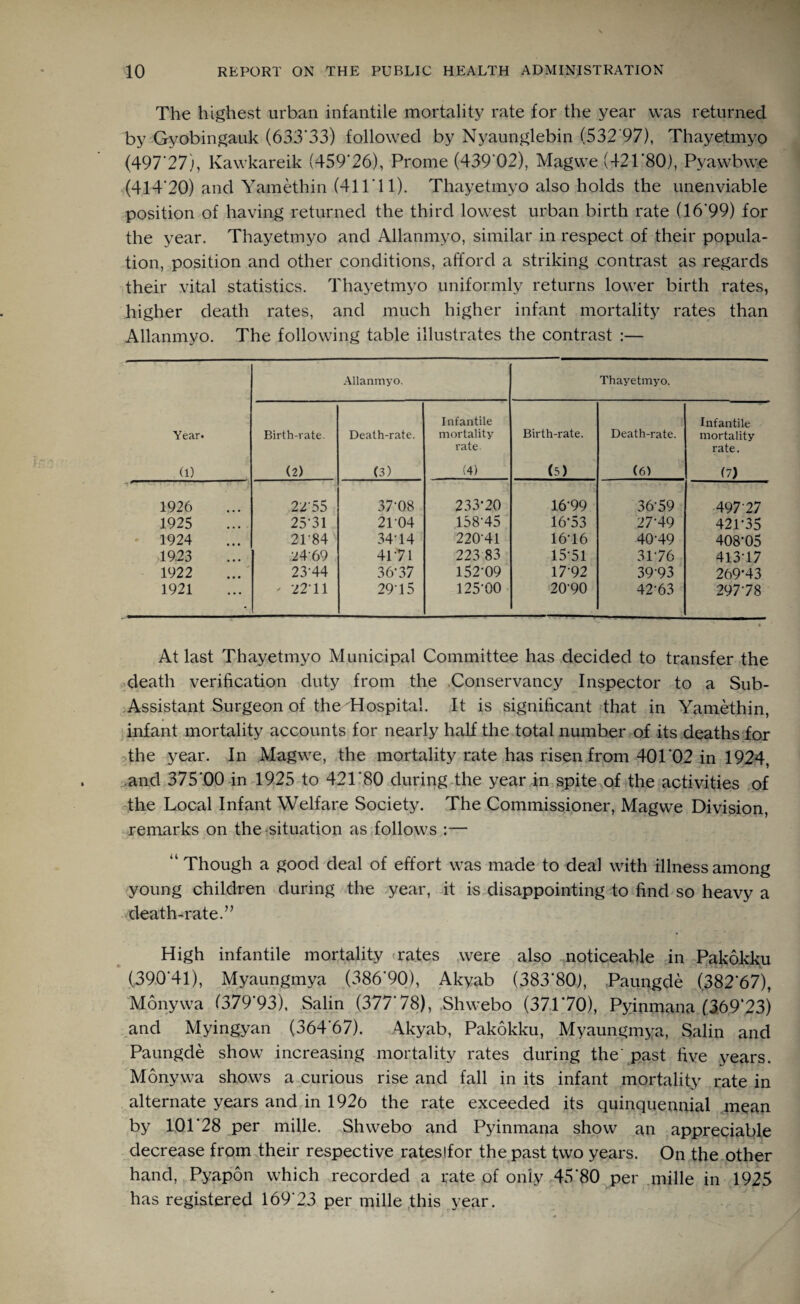 10 REPORT ON THE PUBLIC HEALTH ADMINISTRATION
The highest urban infantile mortality rate for the year was returned
by Gyobingauk (633·33) followed by Nyaunglebin (532·97), Thayetmyo
(497·27), Kawkareik (459·26), Prome (439·02), Magwe (421·80), Pyawbwe
(414·20) and Yamèthin (411·11). Thayetmyo also holds the unenviable
position of having returned the third lowest urban birth rate (16·99) for
the year. Thayetmyo and Allanmyo, similar in respect of their popula-
tion, position and other conditions, afford a striking contrast as regards
their vital statistics. Thayetmyo uniformly returns lower birth rates,
higher death rates, and much higher infant mortality rates than
Allanmyo. The following table illustrates the contrast :—
Allanmyo. Thayetmyo.
Year. Birth-rate. Death-rate. Infantile mortality rate. Birth-rate. Death-rate. Infantile mortality rate.
(1) (2) (3) (4) (5) (6) (7)
1926 ... 22·55 37·08 233·20 16·99 36·59 497·27
1925 ... 25·31 21·04 158·45 16·53 27·49 421·35
1924 ... 21·84 34·14 220·41 16·16 40·49 408·05
1923 ... 24·69 41·71 223·83 15·51 31·76 413·17
1922 ... 23·44 36·37 152·09 17·92 39·93 269·43
1921 ... 22·11 29·15 125·00 20·90 42·63 297·78
At last Thayetmyo Municipal Committee has decided to transfer the
death verification duty from the Conservancy Inspector to a Sub-
Assistant Surgeon of the Hospital. It is significant that in Yamèthin,
infant mortality accounts for nearly half the total number of its deaths for
the year. In Magwe, the mortality rate has risen from 401·02 in 1924,
and 375·00 in 1925 to 421·80 during the year in spite of the activities of
the Local Infant Welfare Society. The Commissioner, Magwe Division,
remarks on the situation as follows :—
“ Though a good deal of effort was made to deal with illness among
young children during the year, it is disappointing to find so heavy a
death-rate.”
High infantile mortality rates were also noticeable in Pakôkku
(390·41), Myaungmya (386·90), Akyab (383·80), Paungdè (382·67),
Mônywa (379·93), Salin (377·78), Shwebo (371·70), Pyinmana (369·23)
and Myingyan (364·67). Akyab, Pakôkku, Myaungmya, Salin and
Paungdè show increasing mortality rates during the past five years.
Mônywa shows a curious rise and fall in its infant mortality rate in
alternate years and in 1926 the rate exceeded its quinquennial mean
by 101·28 per mille. Shwebo and Pyinmana show an appreciable
decrease from their respective rates for the past two years. On the other
hand, Pyapôn which recorded a rate of only 45·80 per mille in 1925
has registered 169·23 per mille this year.